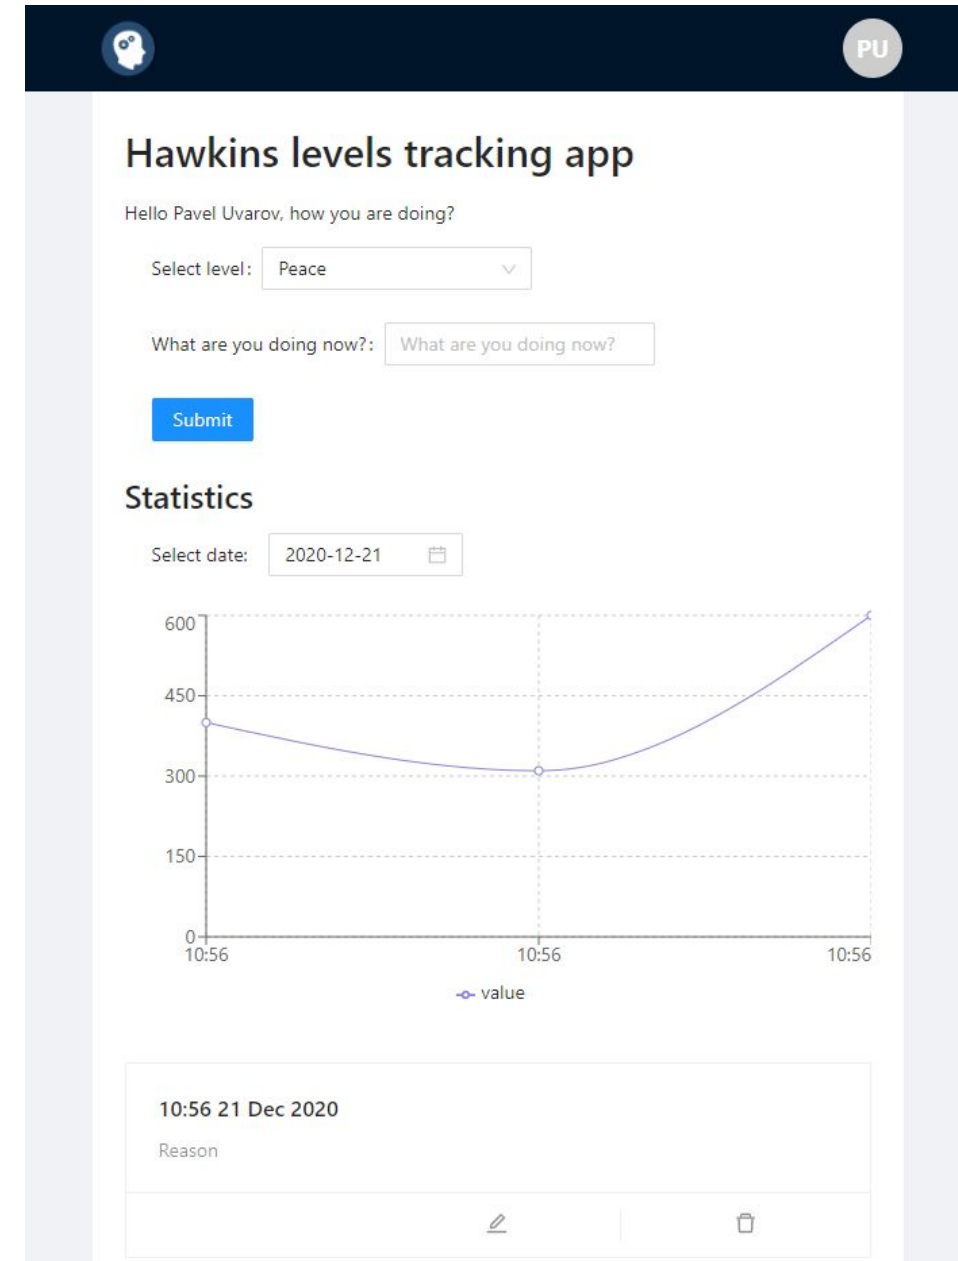 PU
Hawkins levels tracking app
Hello Pavel Uvarov, how you are doing?
Select level: Peace
What are you doing now?: What are you doing now?
Submit
Statistics
Select date: 2020-12-21
600
450
300
150
0
10:56 10:56 10:56
value
10:56 21 Dec 2020
Reason